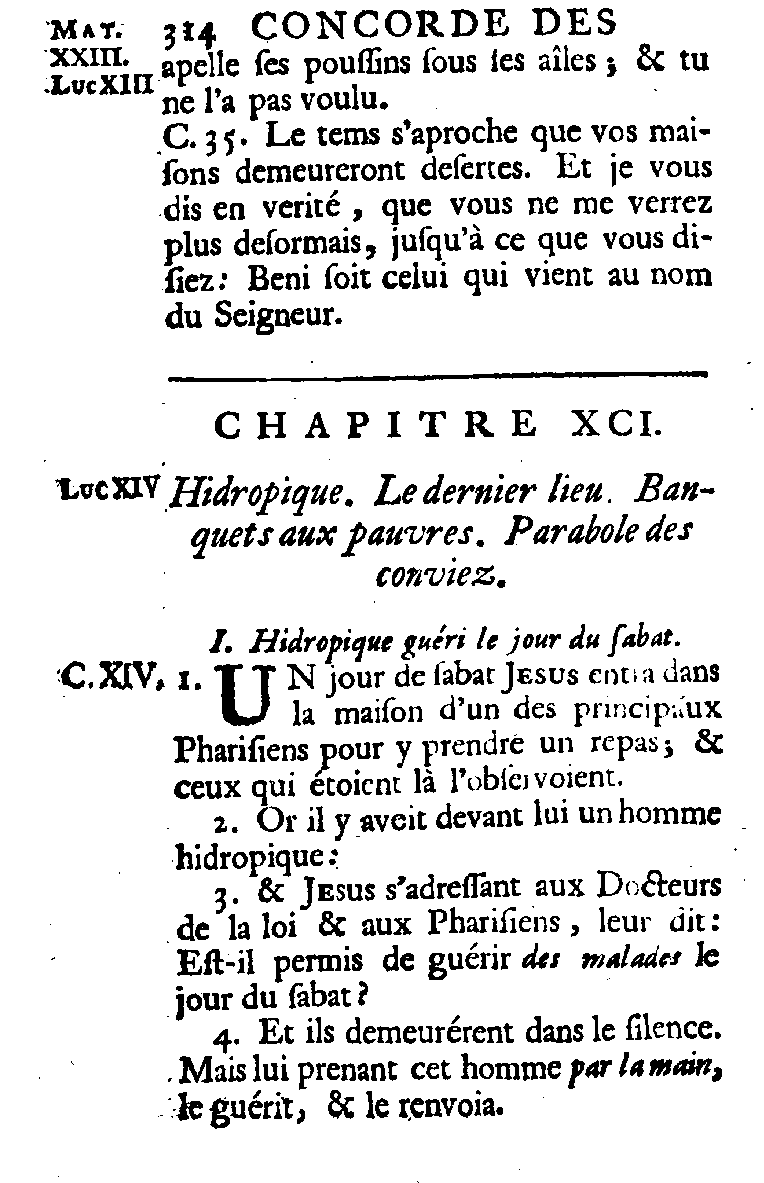 MAT. 314 CONCORDE DES
XXIII.
LUC XIII
apelle ſes pouſſins ſous ſes aîles ; & tu
ne l'a pas voulu.
C. 35. Le tems s'aproche que vos mai-
ſons demeureront deſertes. Et je vous
dis en verité , que vous ne me verrez
plus deſormais, juſqu'à ce que vous di-
ſiez: Beni ſoit celui qui vient au nom
du Seigneur.
CHAPITRE XCI.
LUC XIV Hidropique. Le dernier lieu. Ban-
quets aux pauvres. Parabole des
conviez.
I. Hidropique guéri le jour du ſabat.
C. XIV, 1. UN jour de ſabat JESUS entra dans
la maiſon d'un des principaux
Phariſiens pour y prendre un repas; &
ceux qui étoient là l'obſervoient.
2. Or il y avoit devant lui un homme
hidropique:
3. & JESUS s'adreſſant aux Docteurs
de la loi & aux Phariſiens , leur dit:
Eſt-il permis de guérir des malades le
jour du ſabat ?
4. Et ils demeurérent dans le ſilence.
Mais lui prenant cet homme par la main,
le guérit, & le renvoia.